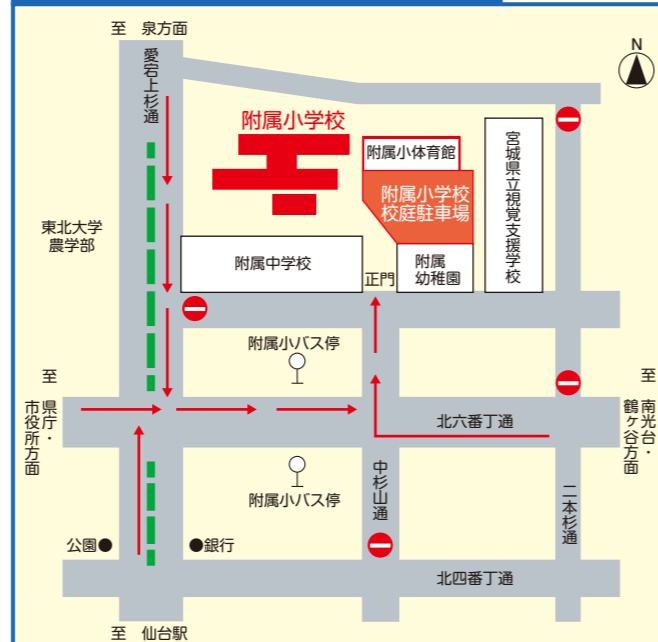 至 泉方面
愛宕上杉通
N
附属小学校
附属小体育館
附属小学校
校庭駐車場
宮城県立視覚支援学校
東北大学
農学部
附属中学校
正門
附属
幼稚園
附属小バス停
至 県庁・
市役所方面
至 南光台・
鶴ヶ谷方面
北六番丁通
附属小バス停
中杉山通
二本杉通
公園
銀行
北四番丁通
至 仙台駅